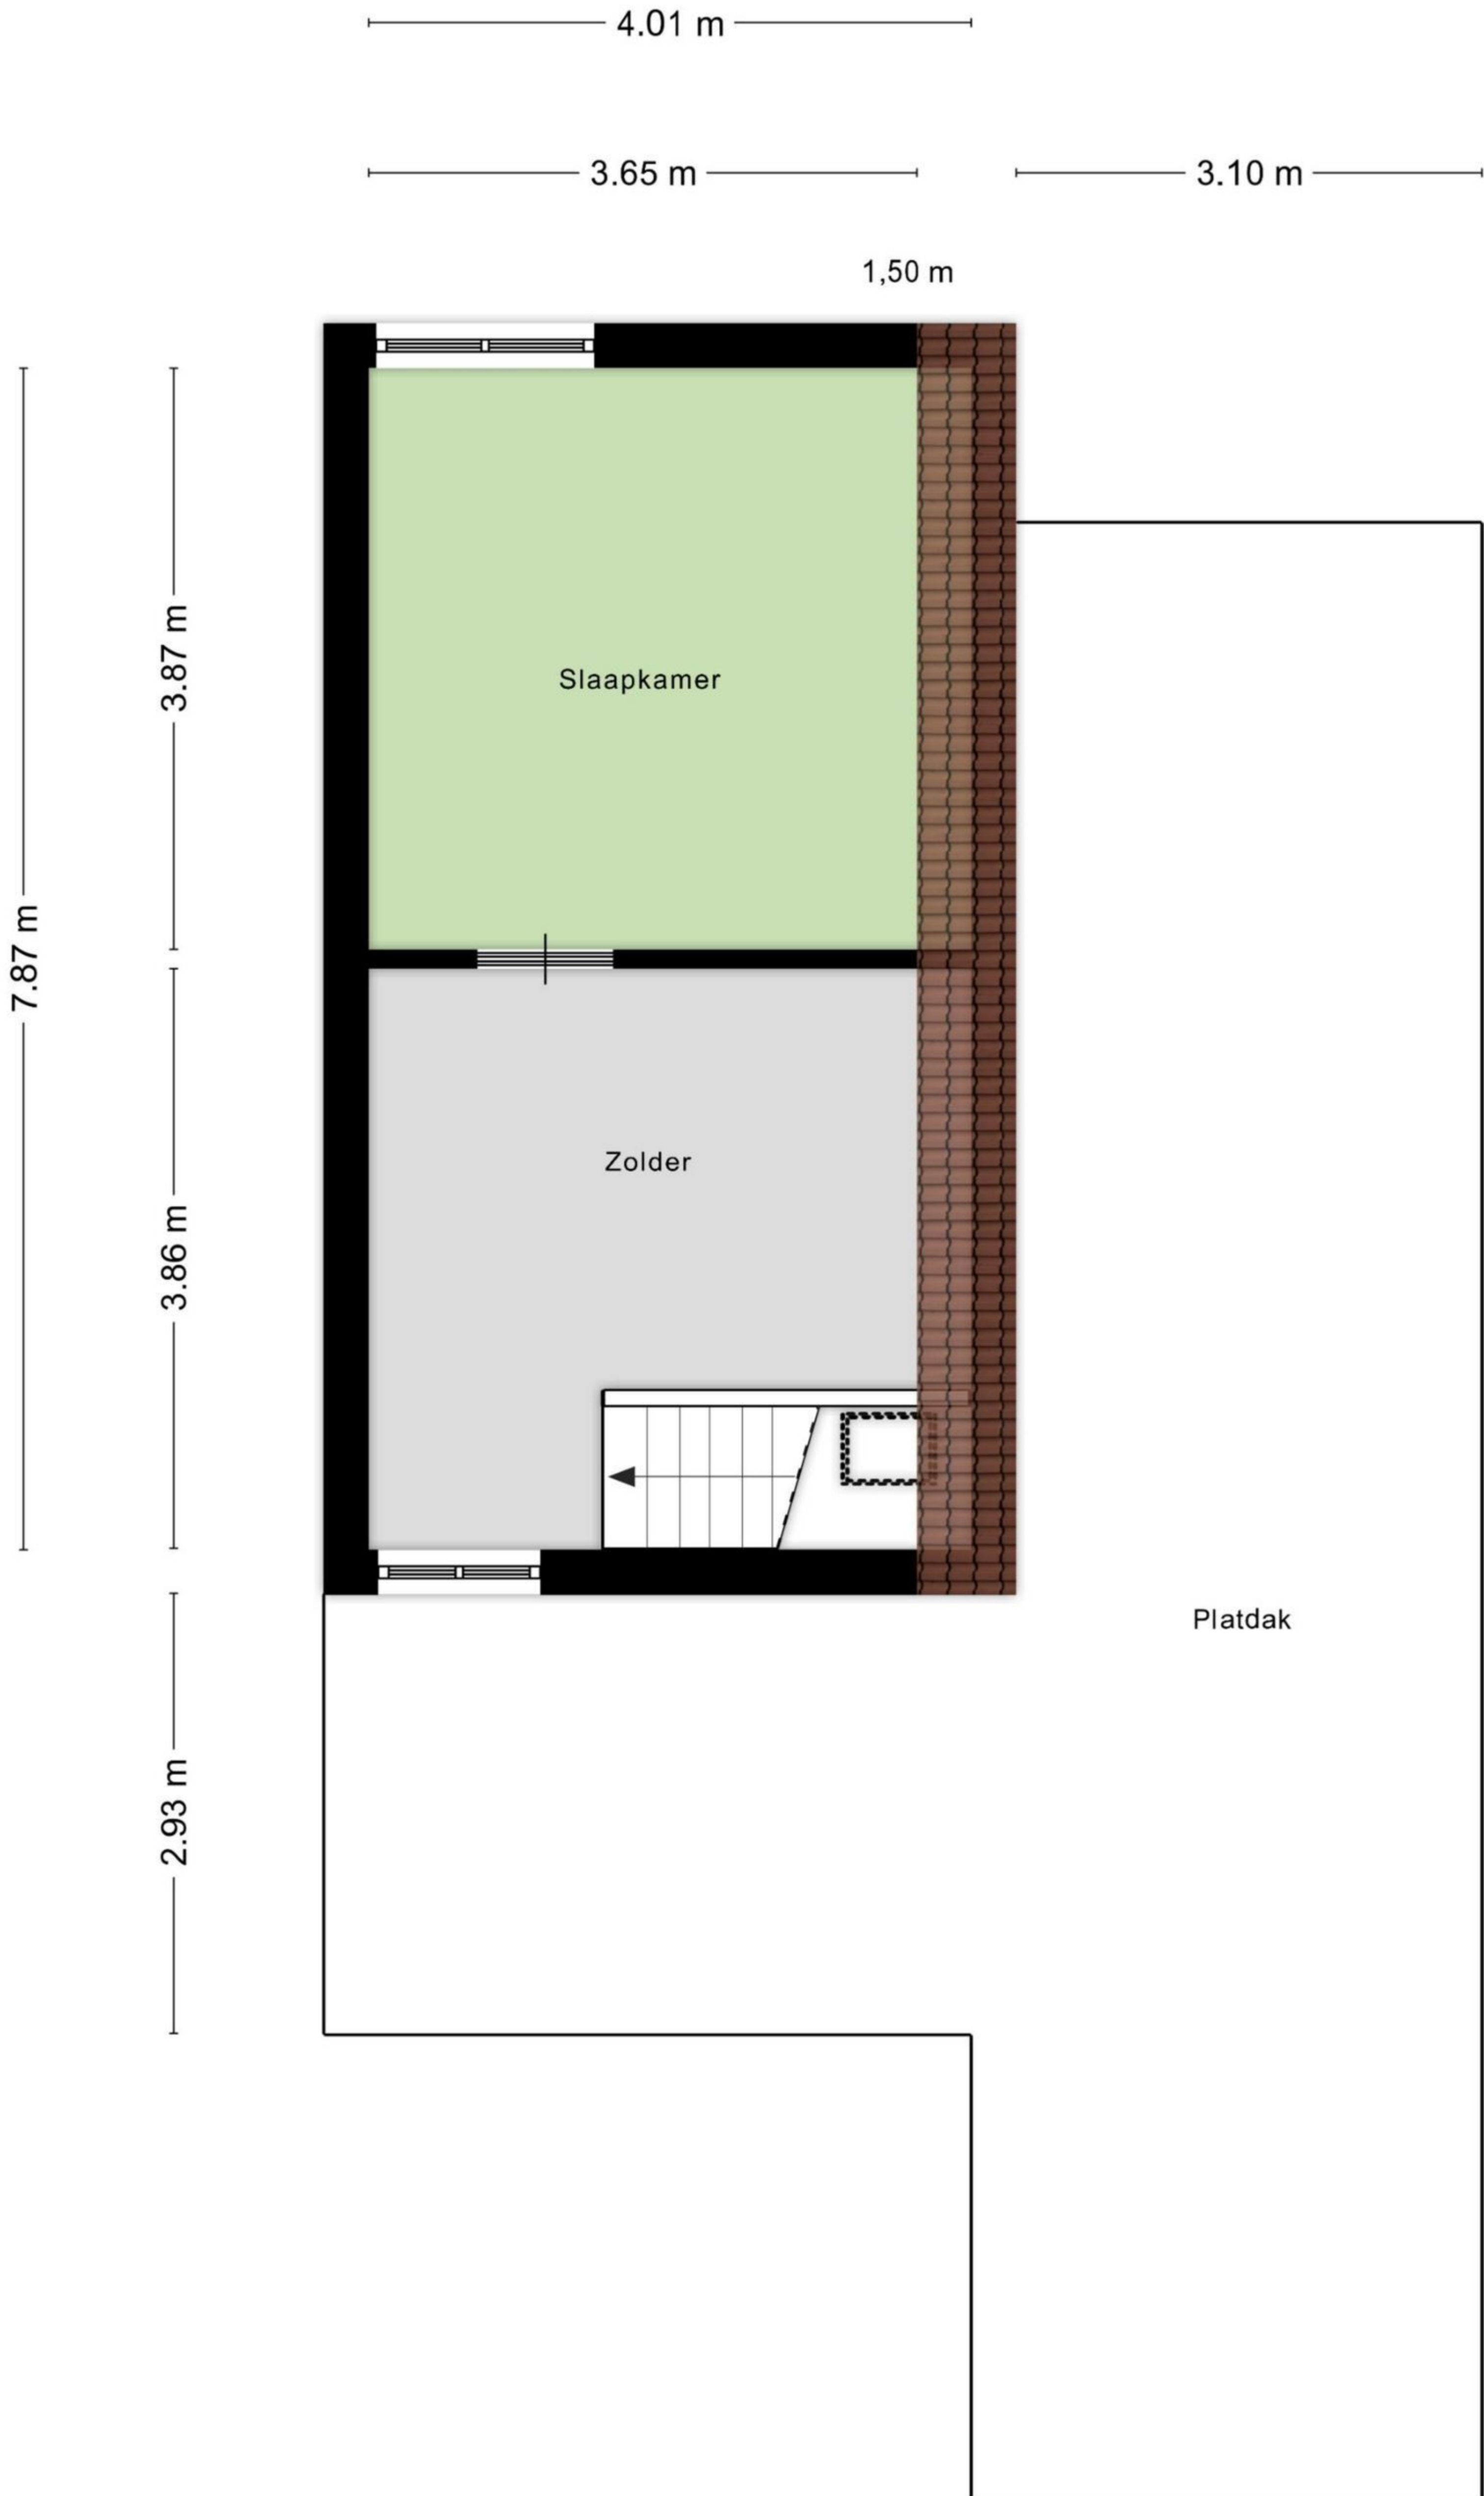 4.01 m
3.65 m
3.10 m
1,50 m
3.87 m
Slaapkamer
7.87 m
Zolder
3.86 m
Platdak
2.93 m